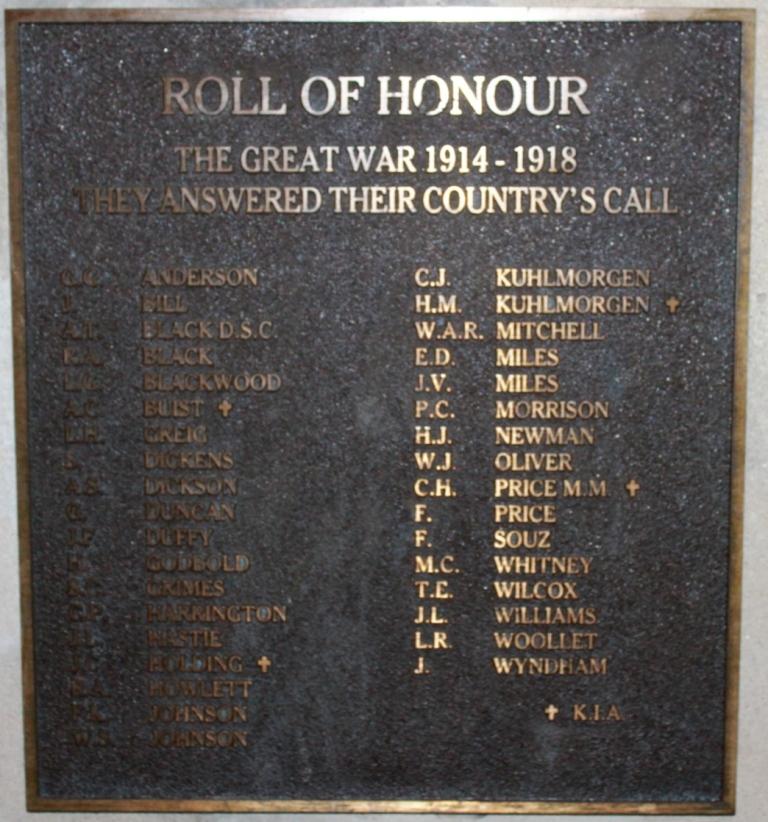 ROLL OF HONOUR
THE GREAT WAR 1914 - 1918
THEY ANSWERED THEIR COUNTRY'S CALL
ANDERSON
BILL
BLACK D.S.C.
BLACK
BLACKWOOD
A.C. BUIST ✝
L.H. GREIG
DICKENS
A.S. DICKSON
G. DUNCAN
DUFFY
GODBOLD
GRIMES
HARRINGTON
HOLDING ✝
HOWLETT
JOHNSON
W.S. JOHNSON
C.J. KUHLMORGEN
H.M. KUHLMORGEN ✝
W.A.R. MITCHELL
E.D. MILES
J.V. MILES
P.C. MORRISON
H.J. NEWMAN
W.J. OLIVER
C.H. PRICE M.M. ✝
F. PRICE
F. SOUZ
M.C. WHITNEY
T.E. WILCOX
J.L. WILLIAMS
L.R. WOOLLET
J. WYNDHAM
✝ K.I.A.